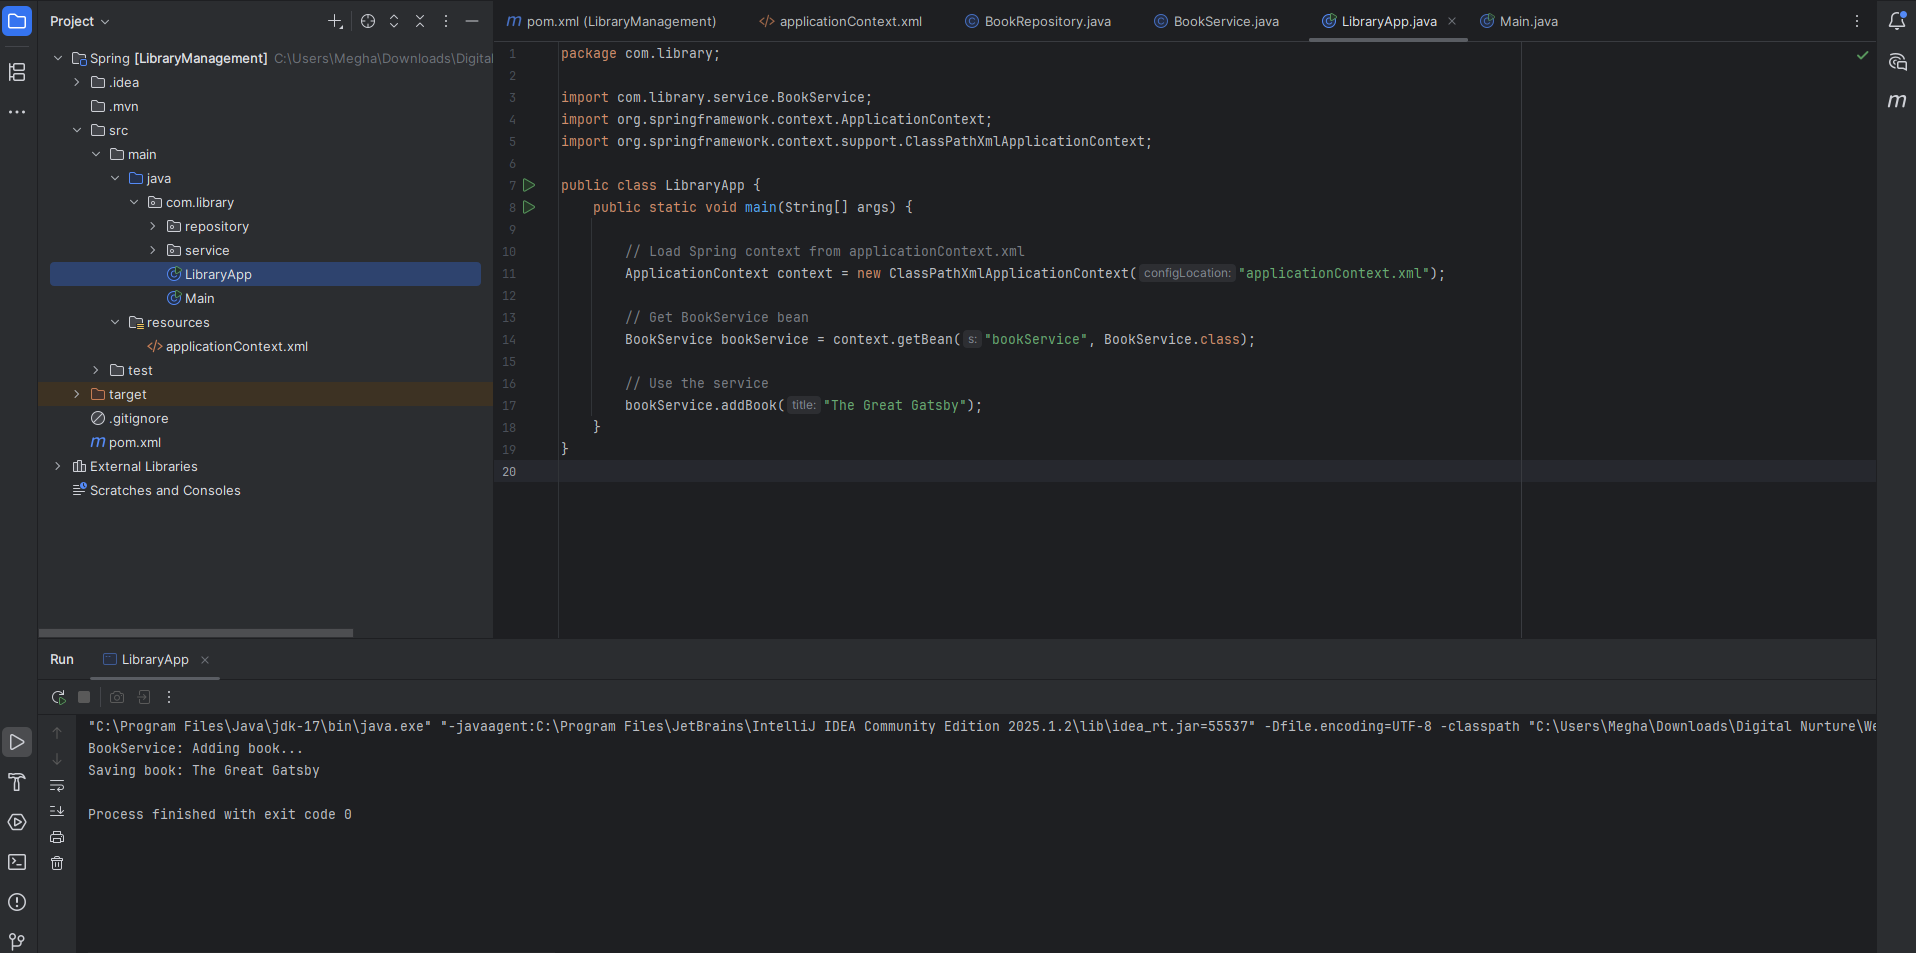 Project
Spring [LibraryManagement] C:\Users\Megha\Downloads\Digital
.idea
.mvn
src
main
java
com.library
repository
service
LibraryApp
Main
resources
applicationContext.xml
test
target
.gitignore
pom.xml
External Libraries
Scratches and Consoles
pom.xml (LibraryManagement) applicationContext.xml BookRepository.java BookService.java LibraryApp.java Main.java
1 package com.library;
2
3 import com.library.service.BookService;
4 import org.springframework.context.ApplicationContext;
5 import org.springframework.context.support.ClassPathXmlApplicationContext;
6
7 public class LibraryApp {
8 public static void main(String[] args) {
9
10 // Load Spring context from applicationContext.xml
11 ApplicationContext context = new ClassPathXmlApplicationContext( configLocation: "applicationContext.xml");
12
13 // Get BookService bean
14 BookService bookService = context.getBean( s: "bookService", BookService.class);
15
16 // Use the service
17 bookService.addBook( title: "The Great Gatsby");
18 }
19 }
20
Run LibraryApp
"C:\Program Files\Java\jdk-17\bin\java.exe" "-javaagent:C:\Program Files\JetBrains\IntelliJ IDEA Community Edition 2025.1.2\lib\idea_rt.jar=55537" -Dfile.encoding=UTF-8 -classpath "C:\Users\Megha\Downloads\Digital Nurture\We
BookService: Adding book...
Saving book: The Great Gatsby
Process finished with exit code 0